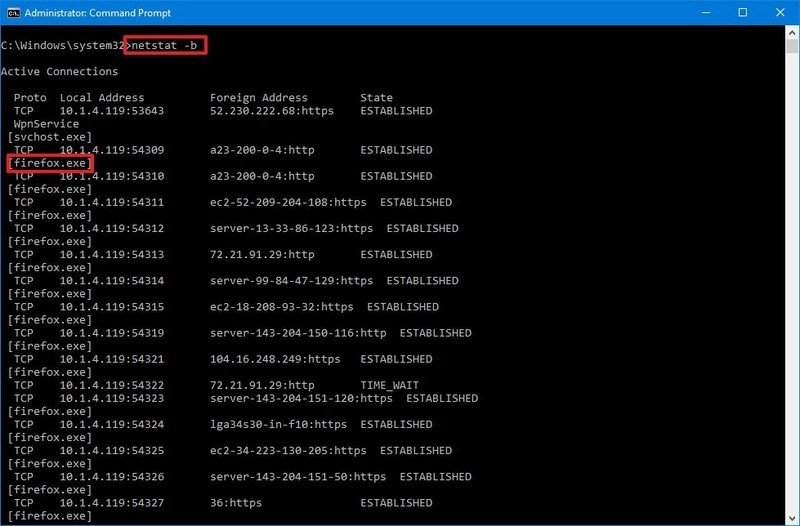 Administrator: Command Prompt
C:\Windows\system32>netstat -b
Active Connections
Proto  Local Address          Foreign Address        State
TCP    10.1.4.119:53643       52.230.222.68:https    ESTABLISHED
WpnService
[svchost.exe]
TCP    10.1.4.119:54309       a23-200-0-4:http       ESTABLISHED
[firefox.exe]
TCP    10.1.4.119:54310       a23-200-0-4:http       ESTABLISHED
[firefox.exe]
TCP    10.1.4.119:54311       ec2-52-209-204-108:https  ESTABLISHED
[firefox.exe]
TCP    10.1.4.119:54312       server-13-33-86-123:https  ESTABLISHED
[firefox.exe]
TCP    10.1.4.119:54313       72.21.91.29:http       ESTABLISHED
[firefox.exe]
TCP    10.1.4.119:54314       server-99-84-47-129:https  ESTABLISHED
[firefox.exe]
TCP    10.1.4.119:54315       ec2-18-208-93-32:https  ESTABLISHED
[firefox.exe]
TCP    10.1.4.119:54319       server-143-204-150-116:http  ESTABLISHED
[firefox.exe]
TCP    10.1.4.119:54321       104.16.248.249:https   ESTABLISHED
[firefox.exe]
TCP    10.1.4.119:54322       72.21.91.29:http       TIME_WAIT
TCP    10.1.4.119:54323       server-143-204-151-120:https  ESTABLISHED
[firefox.exe]
TCP    10.1.4.119:54324       lga34s30-in-f10:https  ESTABLISHED
[firefox.exe]
TCP    10.1.4.119:54325       ec2-34-223-130-205:https  ESTABLISHED
[firefox.exe]
TCP    10.1.4.119:54326       server-143-204-151-50:https  ESTABLISHED
[firefox.exe]
TCP    10.1.4.119:54327       36:https               ESTABLISHED
[firefox.exe]